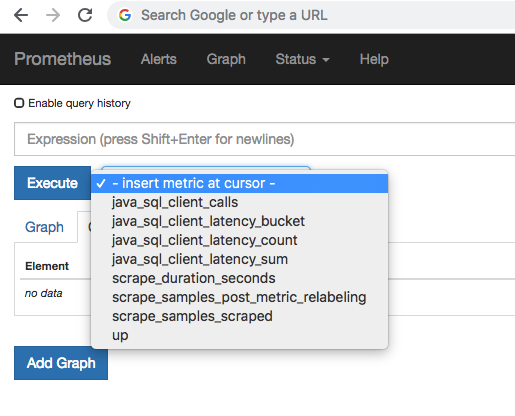 Search Google or type a URL
Prometheus Alerts Graph Status Help
Enable query history
Expression (press Shift+Enter for newlines)
Execute
- insert metric at cursor -
java_sql_client_calls
java_sql_client_latency_bucket
java_sql_client_latency_count
java_sql_client_latency_sum
scrape_duration_seconds
scrape_samples_post_metric_relabeling
scrape_samples_scraped
up
Graph
Element
no data
Add Graph